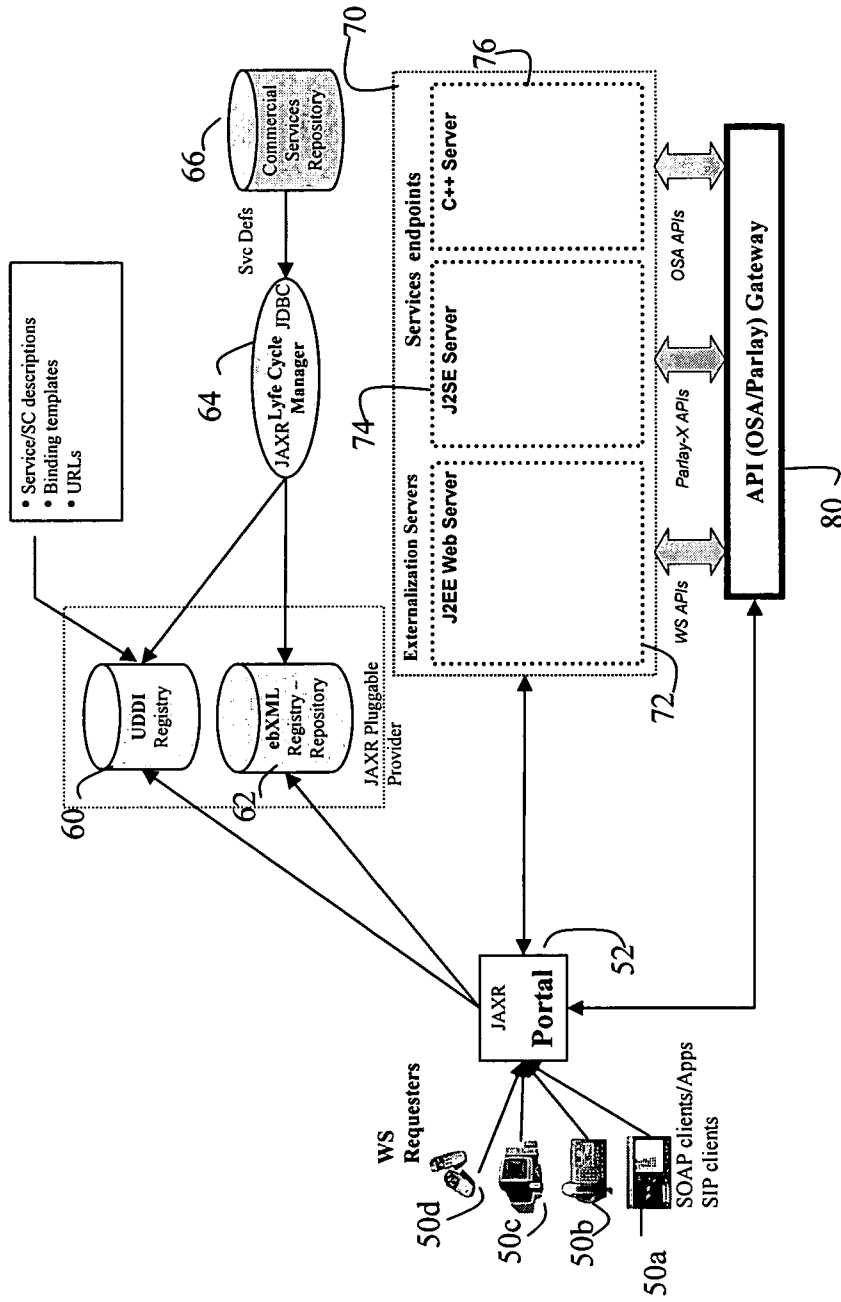 • Service/SC descriptions
• Binding templates
• URLs
66
Commercial
Services
Repository
Svc Defs
64
JAXR Lyfe Cycle JDBC
Manager
60
UDDI
Registry
62
ebXML
Registry -
Repository
JAXR Pluggable
Provider
70
Externalization Servers
Services endpoints
J2EE Web Server
J2SE Server
C++ Server
72
74
76
WS APIs
Parlay-X APIs
OSA APIs
API (OSA/Parlay) Gateway
80
JAXR
Portal
52
WS
Requesters
50d
50c
50b
50a
SOAP clients/Apps
SIP clients